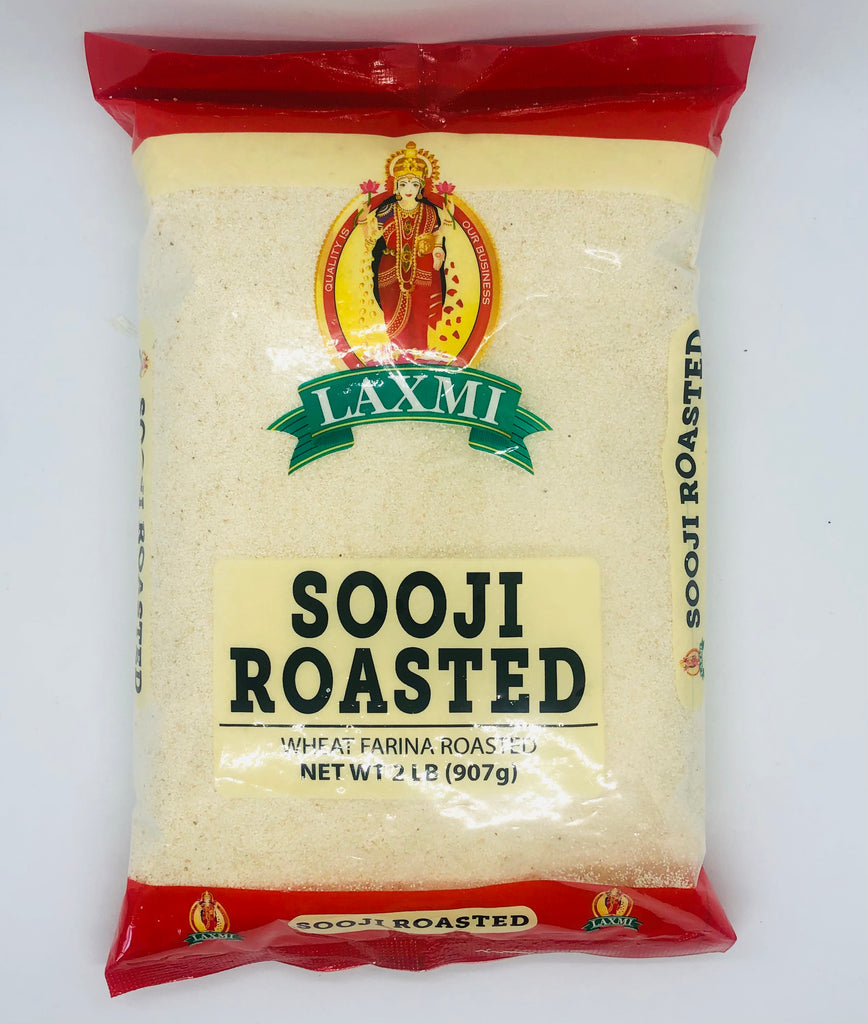 QUALITY IS
OUR BUSINESS
LAXMI
SOOJI ROASTED
SOOJI ROASTED
SOOJI
ROASTED
WHEAT FARINA ROASTED
NET WT 2 LB (907g)
LAXMI
SOOJI ROASTED
LAXMI